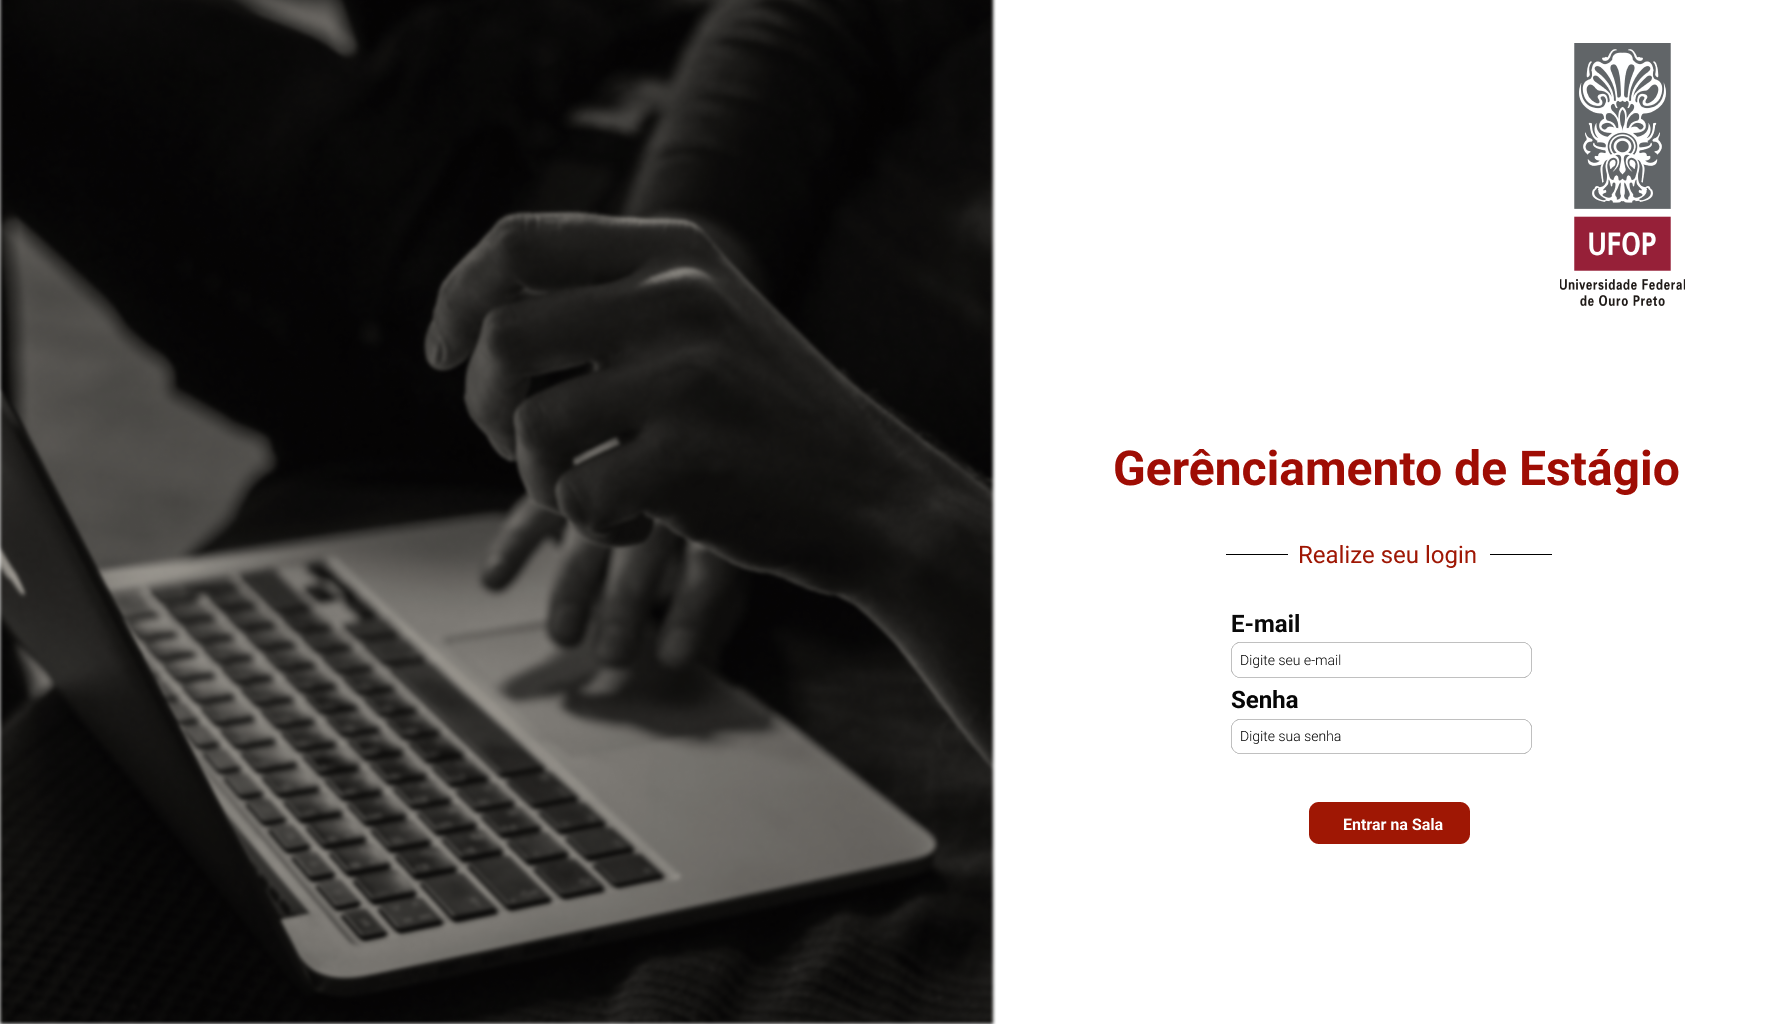 UFOP
Universidade Federal
de Ouro Preto
Gerênciamento de Estágio
Realize seu login
E-mail
Digite seu e-mail
Senha
Digite sua senha
Entrar na Sala